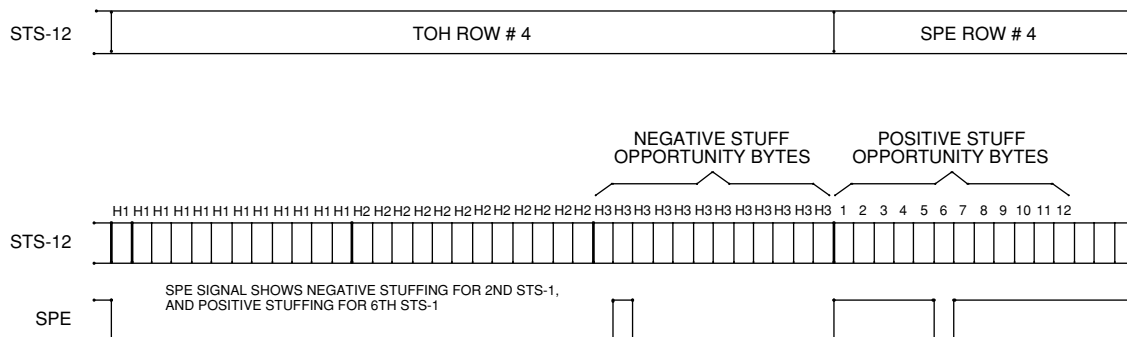 STS-12 TOH ROW # 4 SPE ROW # 4
NEGATIVE STUFF POSITIVE STUFF
OPPORTUNITY BYTES OPPORTUNITY BYTES
H1 H1 H1 H1 H1 H1 H1 H1 H1 H1 H1 H1 H2 H2 H2 H2 H2 H2 H2 H2 H2 H2 H2 H2 H3 H3 H3 H3 H3 H3 H3 H3 H3 H3 H3 H3 1 2 3 4 5 6 7 8 9 10 11 12
STS-12
SPE SIGNAL SHOWS NEGATIVE STUFFING FOR 2ND STS-1,
AND POSITIVE STUFFING FOR 6TH STS-1
SPE